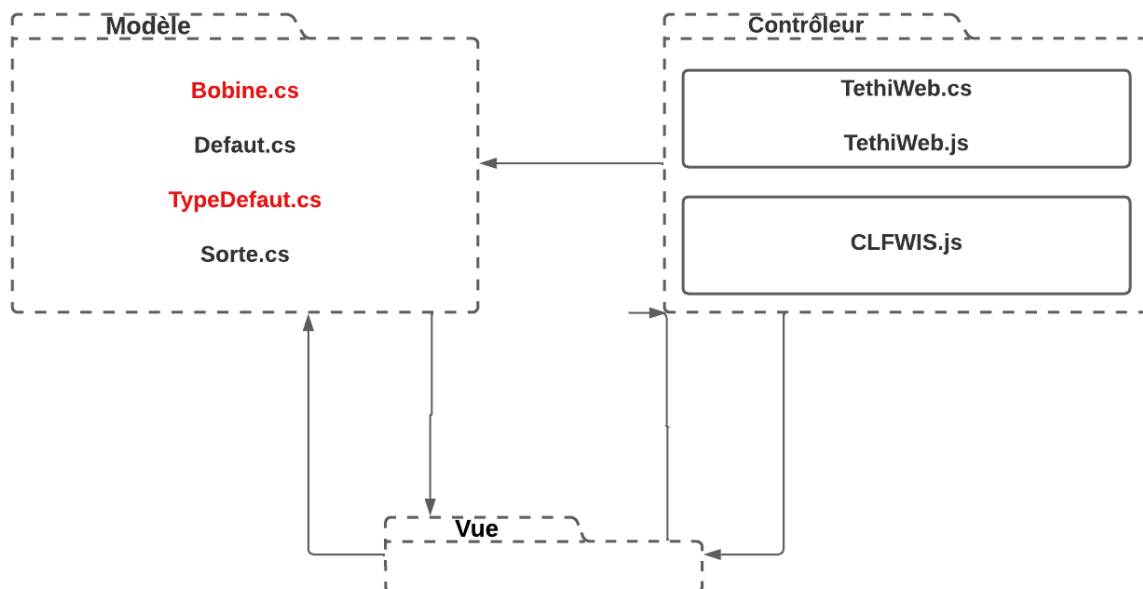 Modèle
Bobine.cs
Defaut.cs
TypeDefaut.cs
Sorte.cs
Contrôleur
TethiWeb.cs
TethiWeb.js
CLFWIS.js
Vue